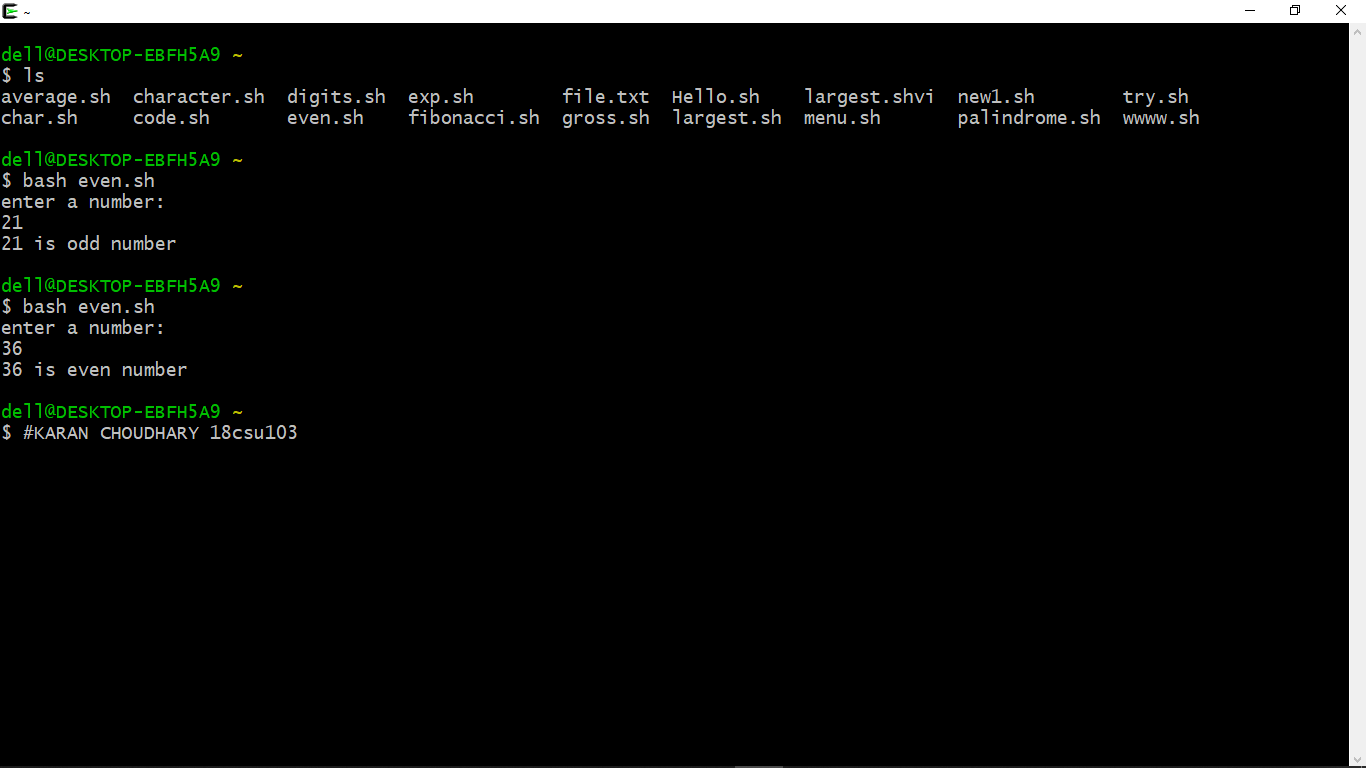 ~
dell@DESKTOP-EBFH5A9 ~
$ ls
average.sh  character.sh  digits.sh  exp.sh        file.txt  Hello.sh    largest.shvi  new1.sh        try.sh
char.sh     code.sh       even.sh    fibonacci.sh  gross.sh  largest.sh  menu.sh       palindrome.sh  wwww.sh
dell@DESKTOP-EBFH5A9 ~
$ bash even.sh
enter a number:
21
21 is odd number
dell@DESKTOP-EBFH5A9 ~
$ bash even.sh
enter a number:
36
36 is even number
dell@DESKTOP-EBFH5A9 ~
$ #KARAN CHOUDHARY 18csu103